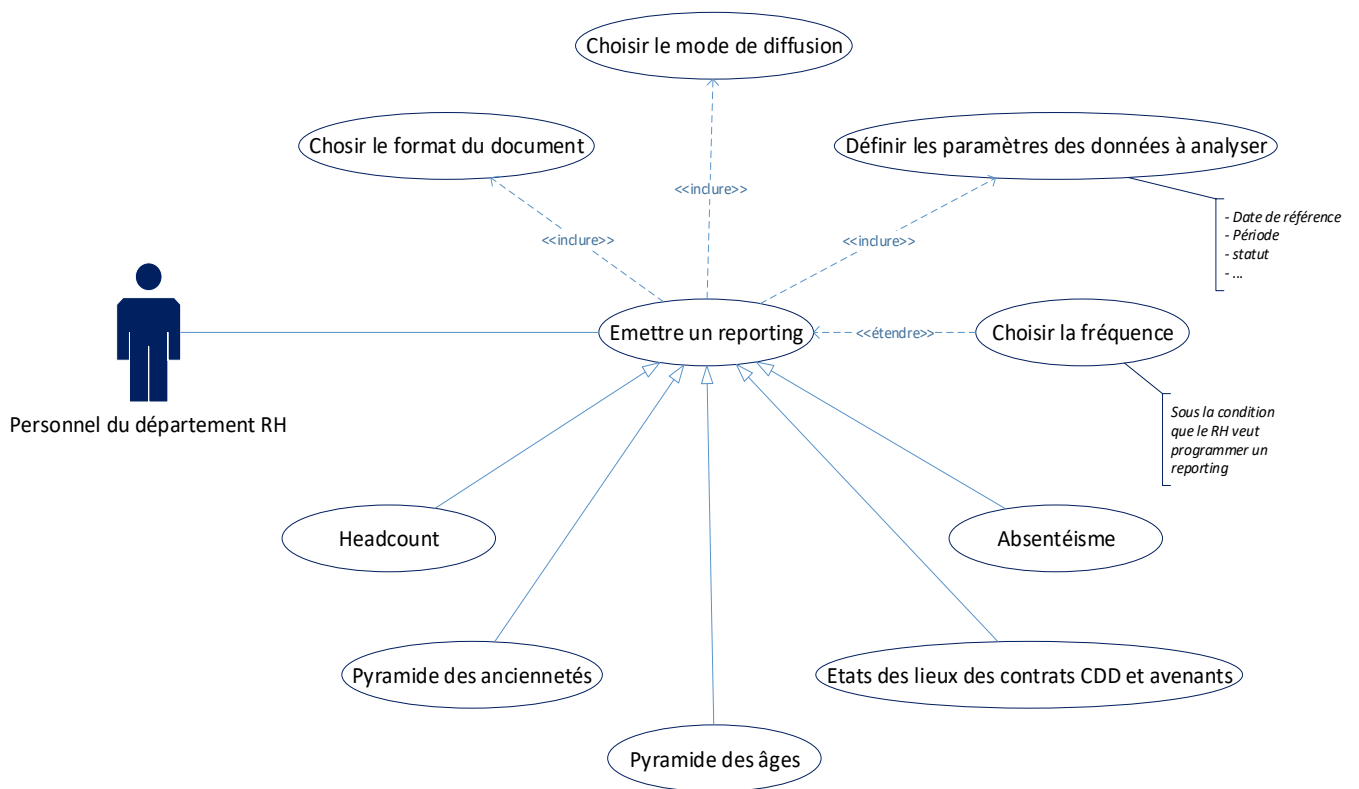 Choisir le mode de diffusion
Chosir le format du document
Définir les paramètres des données à analyser
<<inclure>>
<<inclure>>
<<inclure>>
- Date de référence
- Période
- statut
- ...
Emettre un reporting
<<étendre>>
Choisir la fréquence
Personnel du département RH
Sous la condition
que le RH veut
programmer un
reporting
Headcount
Absentéisme
Pyramide des anciennetés
Etats des lieux des contrats CDD et avenants
Pyramide des âges